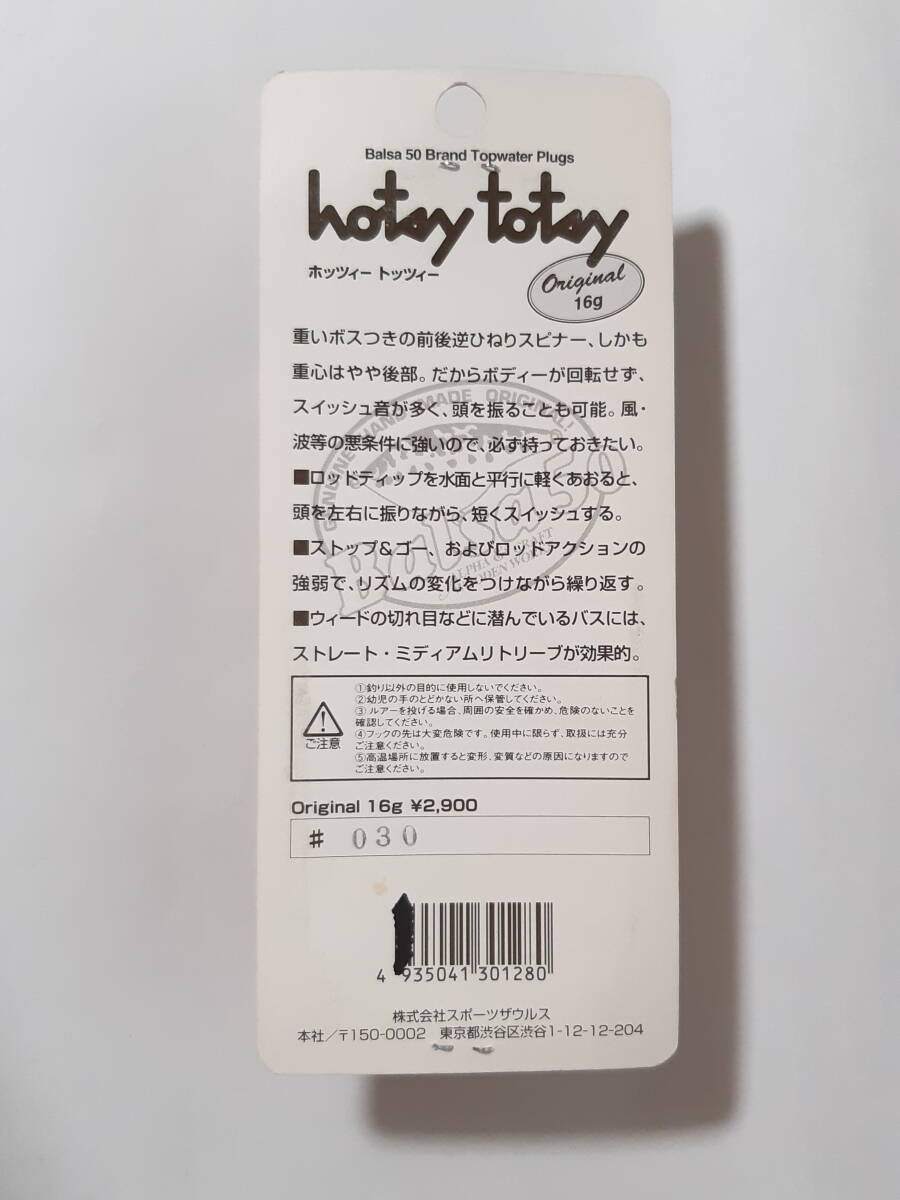 Balsa 50 Brand Topwater Plugs
hotsy totsy
ホッツィー トッツィー
Original
16g
重いボスつきの前後逆ひねりスピナー、しかも
重心はやや後部。だからボディーが回転せず、
スイッシュ音が多く、頭を振ることも可能。風・
波等の悪条件に強いので、必ず持っておきたい。
■ロッドティップを水面と平行に軽くあおると、
頭を左右に振りながら、短くスイッシュする。
■ストップ&ゴー、およびロッドアクションの
強弱で、リズムの変化をつけながら繰り返す。
■ウィードの切れ目などに潜んでいるバスには、
ストレート・ミディアムリトリーブが効果的。
Balsa50
ご注意
①釣り以外の目的に使用しないでください。
②幼児の手のとどかない所へ保管してください。
③ルアーを投げる場合、周囲の安全を確かめ、危険のないことを
確認してください。
④フックの先は大変危険です。使用中に限らず、取扱には充分
ご注意ください。
⑤高温場所に放置すると変形、変質などの原因になりますので
ご注意ください。
Original 16g ¥2,900
# 030
4 935041 301280
株式会社スポーツザウルス
本社/〒150-0002 東京都渋谷区渋谷1-12-12-204